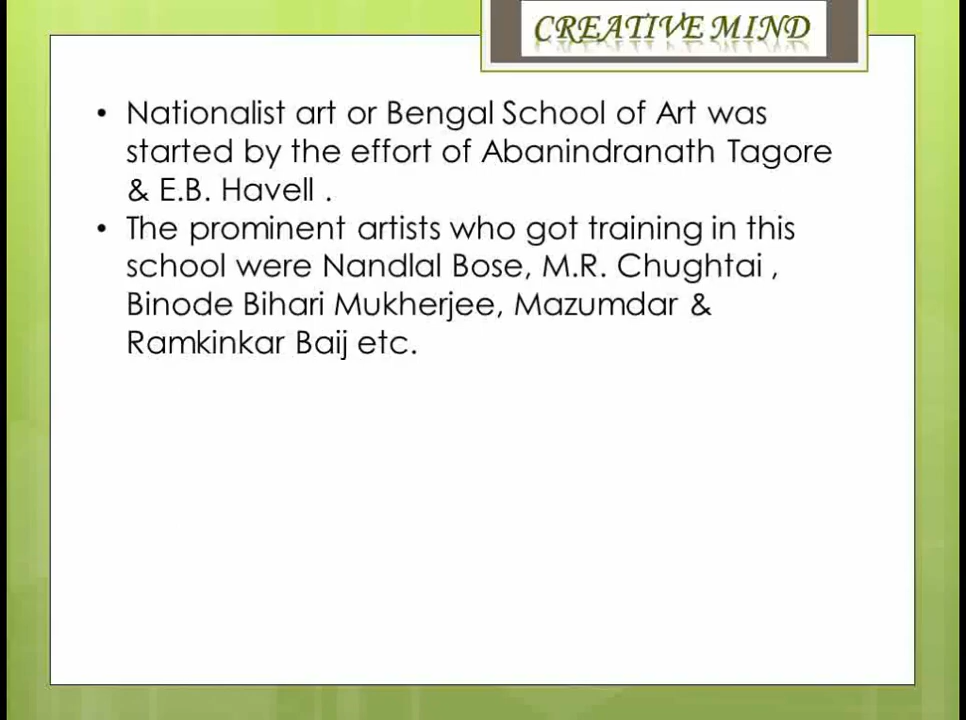 CREATIVE MIND
• Nationalist art or Bengal School of Art was
started by the effort of Abanindranath Tagore
& E.B. Havell .
• The prominent artists who got training in this
school were Nandlal Bose, M.R. Chughtai ,
Binode Bihari Mukherjee, Mazumdar &
Ramkinkar Baij etc.